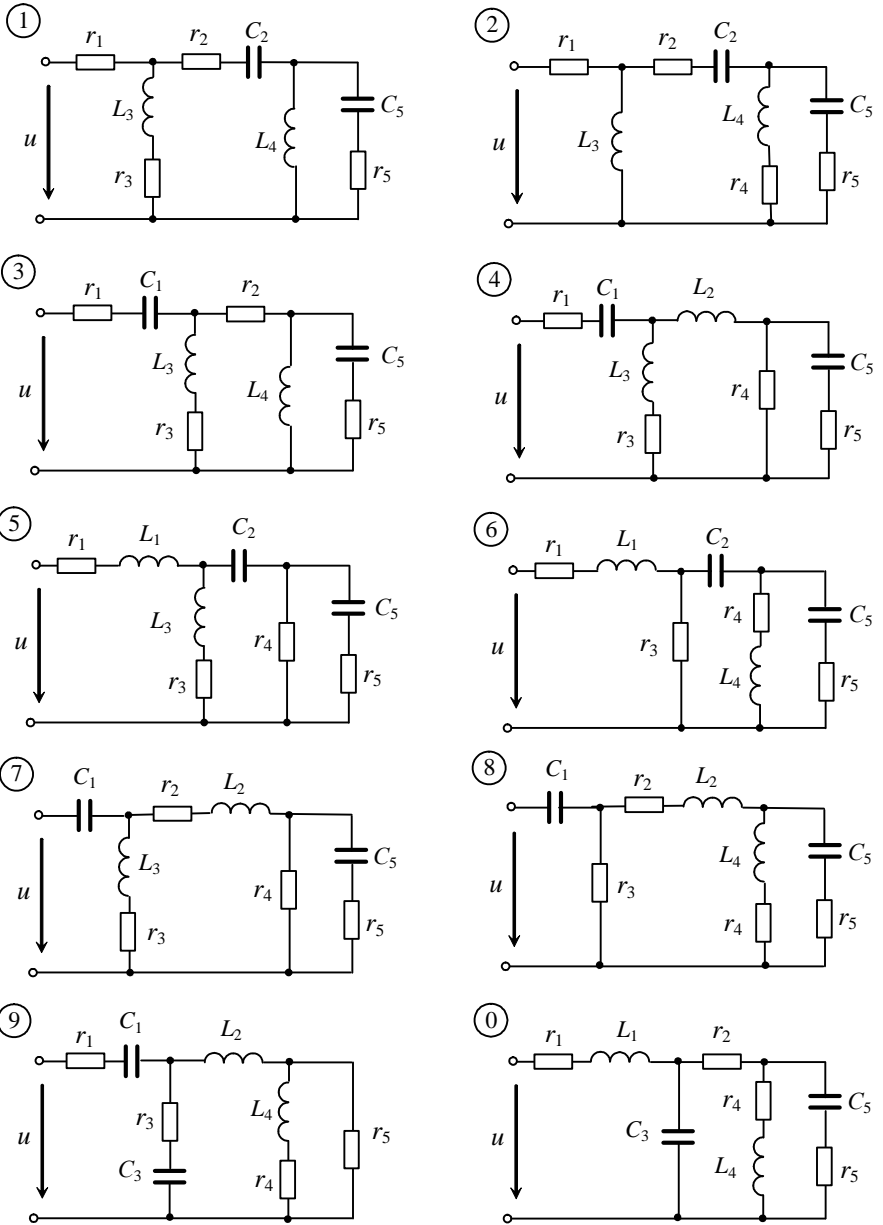 1
r1 r2 C2
L3 C5
u L4
r3 r5
2
r1 r2 C2
L4 C5
u L3
r4 r5
3
r1 C1 r2
L3 C5
u L4
r3 r5
4
r1 C1 L2
L3 C5
u r4
r3 r5
5
r1 L1 C2
L3 C5
u r4
r3 r5
6
r1 L1 C2
r4 C5
u r3
L4 r5
7
C1 r2 L2
L3 C5
u r4
r3 r5
8
C1 r2 L2
L4 C5
u r3
r4 r5
9
r1 C1 L2
r3 L4 r5
u
C3 r4
0
r1 L1 r2
r4 C5
u C3
L4 r5